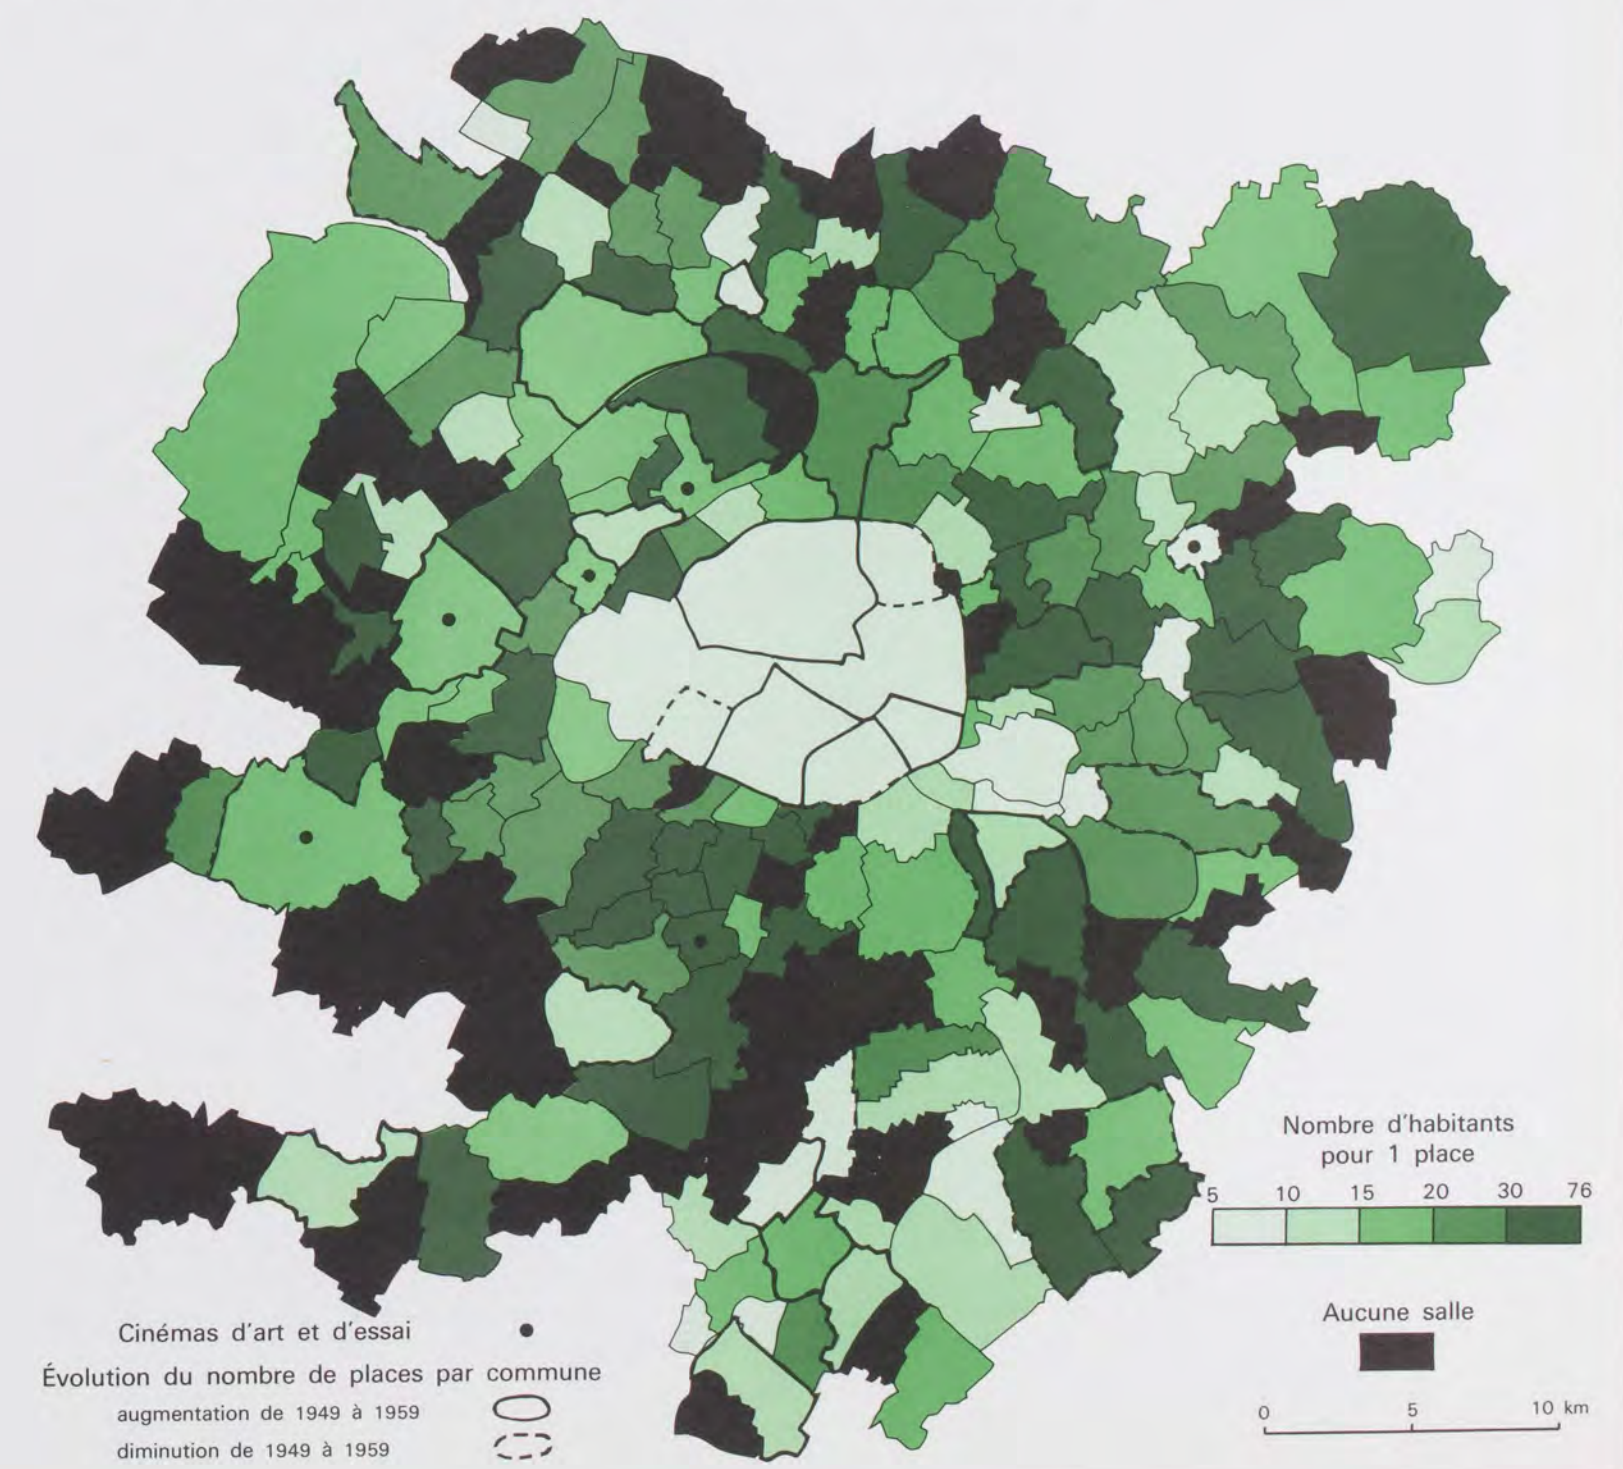 Nombre d'habitants
pour 1 place
5 10 15 20 30 76
Aucune salle
0 5 10 km
Cinémas d'art et d'essai
Évolution du nombre de places par commune
augmentation de 1949 à 1959
diminution de 1949 à 1959